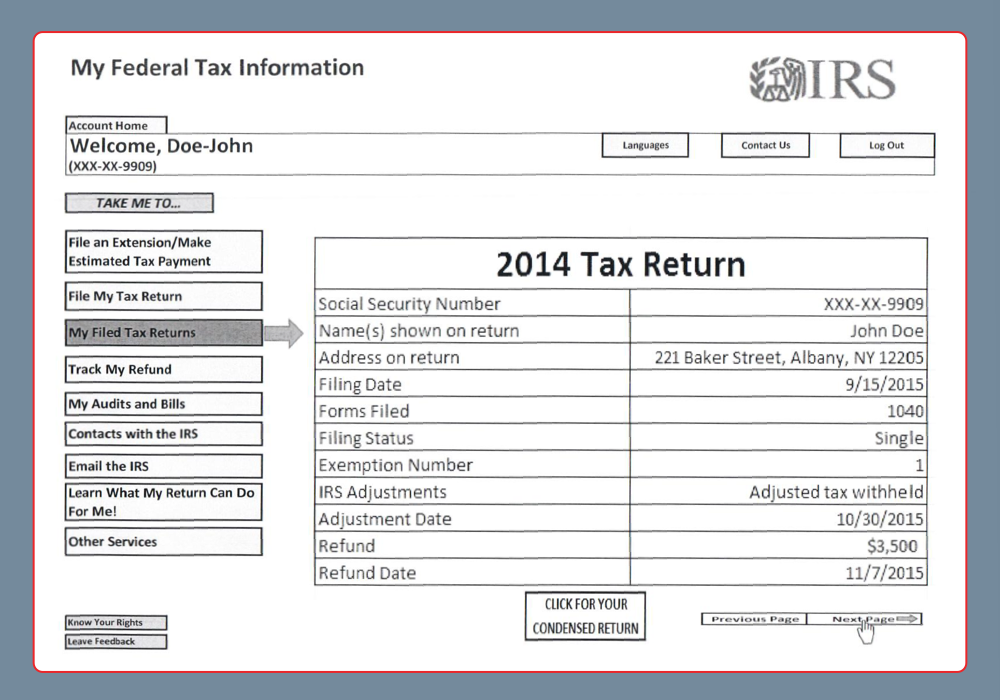 My Federal Tax Information
IRS
Account Home
Welcome, Doe-John
(XXX-XX-9909)
Languages
Contact Us
Log Out
TAKE ME TO...
File an Extension/Make
Estimated Tax Payment
File My Tax Return
My Filed Tax Returns
Track My Refund
My Audits and Bills
Contacts with the IRS
Email the IRS
Learn What My Return Can Do
For Me!
Other Services
2014 Tax Return
Social Security Number XXX-XX-9909
Name(s) shown on return John Doe
Address on return 221 Baker Street, Albany, NY 12205
Filing Date 9/15/2015
Forms Filed 1040
Filing Status Single
Exemption Number 1
IRS Adjustments Adjusted tax withheld
Adjustment Date 10/30/2015
Refund $3,500
Refund Date 11/7/2015
CLICK FOR YOUR
CONDENSED RETURN
Previous Page
Next Page
Know Your Rights
Leave Feedback